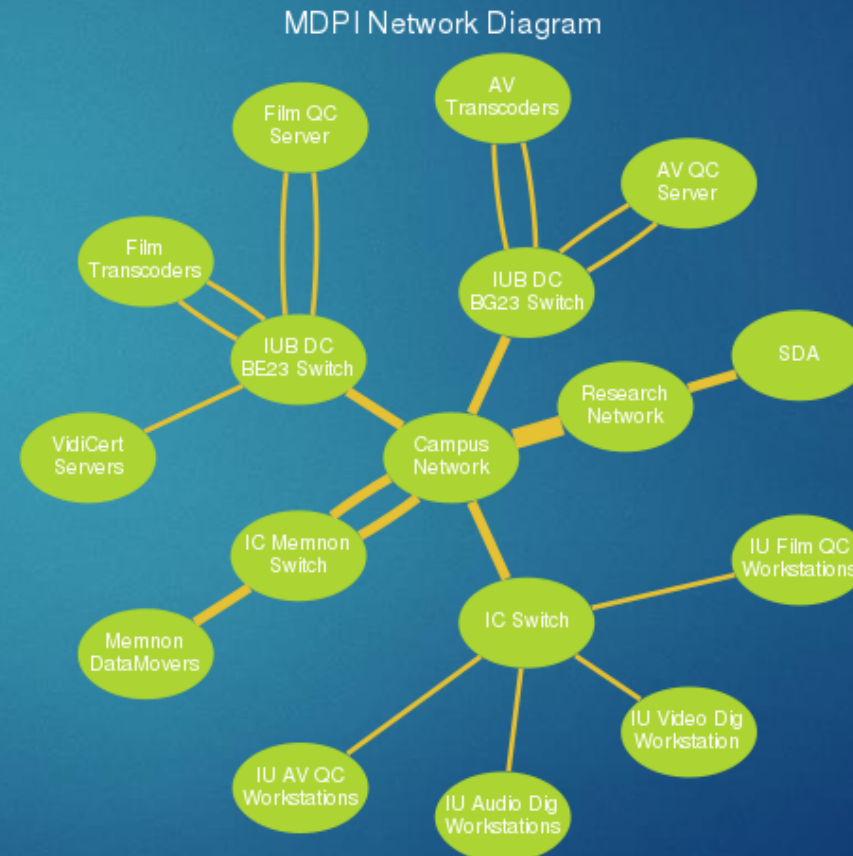 MDPI Network Diagram
AV
Transcoders
Film QC
Server
AV QC
Server
Film
Transcoders
IUB DC
BG23 Switch
IUB DC
BE23 Switch
SDA
Research
Network
VidiCert
Servers
Campus
Network
IC Memnon
Switch
IU Film QC
Workstations
IC Switch
Memnon
DataMovers
IU Video Dig
Workstation
IU AV QC
Workstations
IU Audio Dig
Workstations